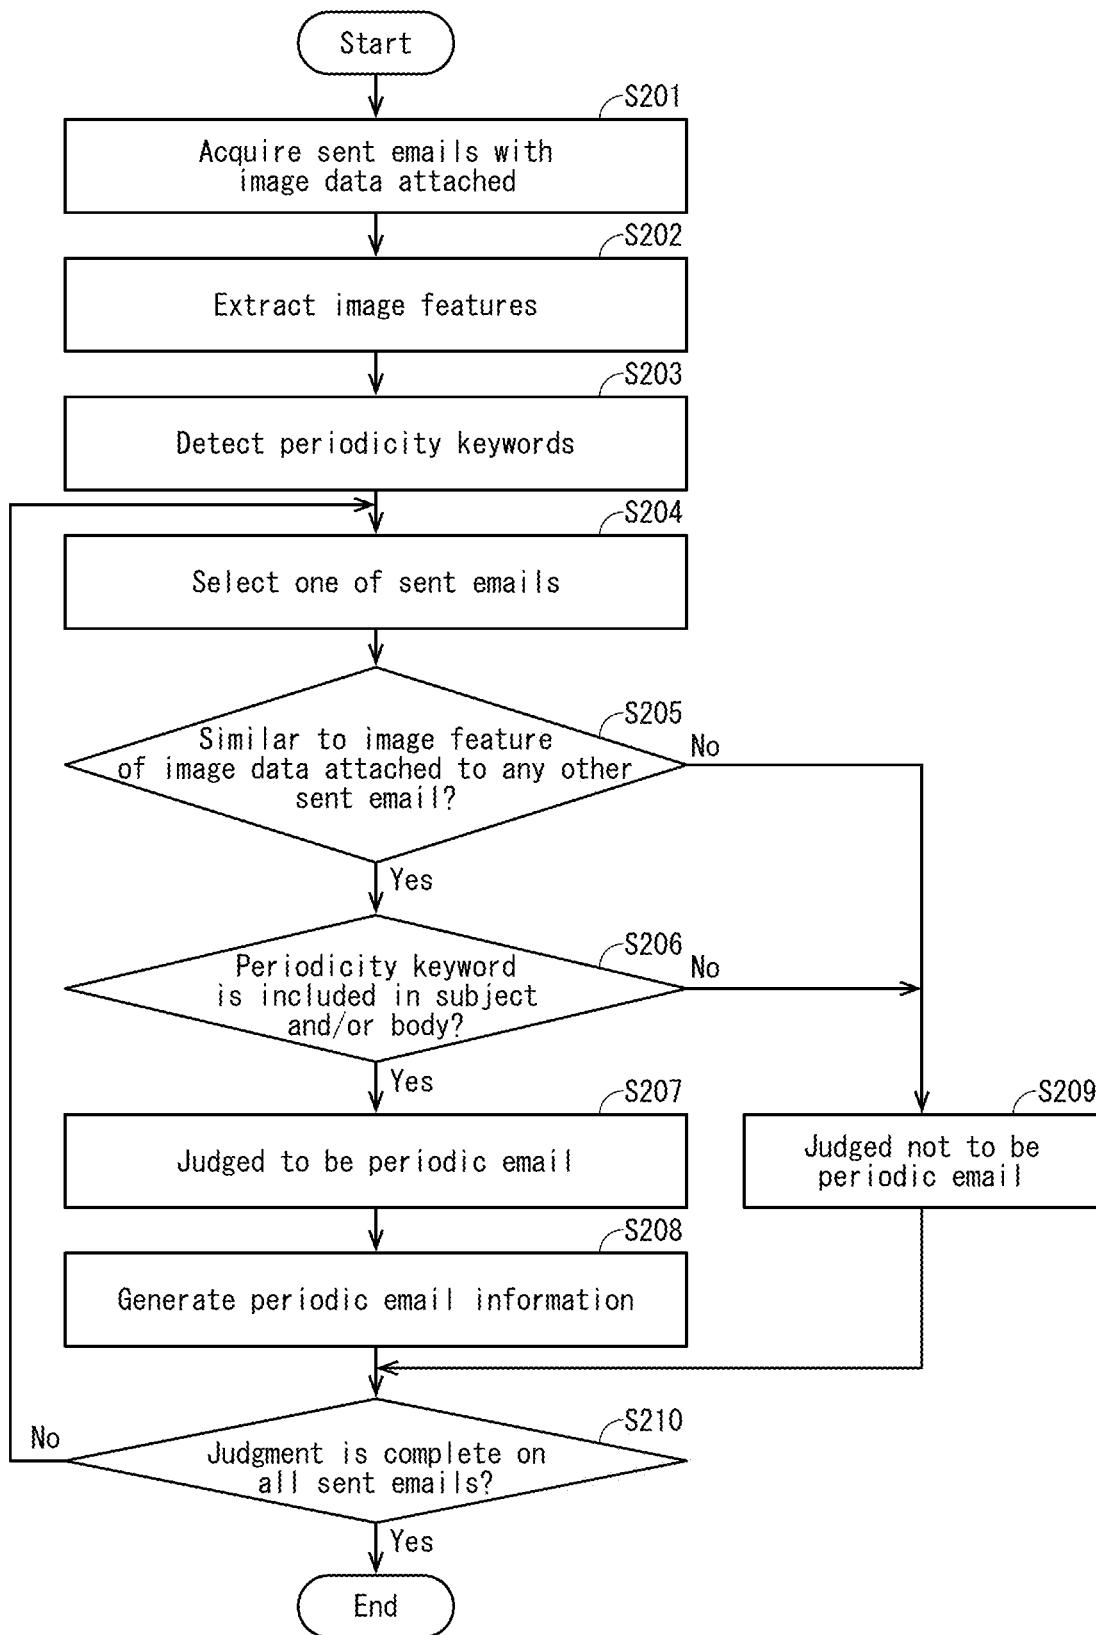 Start
S201
Acquire sent emails with
image data attached
S202
Extract image features
S203
Detect periodicity keywords
S204
Select one of sent emails
S205
Similar to image feature
of image data attached to any other
sent email?
No
Yes
S206
Periodicity keyword
is included in subject
and/or body?
No
Yes
S207
Judged to be periodic email
S209
Judged not to be
periodic email
S208
Generate periodic email information
S210
Judgment is complete on
all sent emails?
No
Yes
End